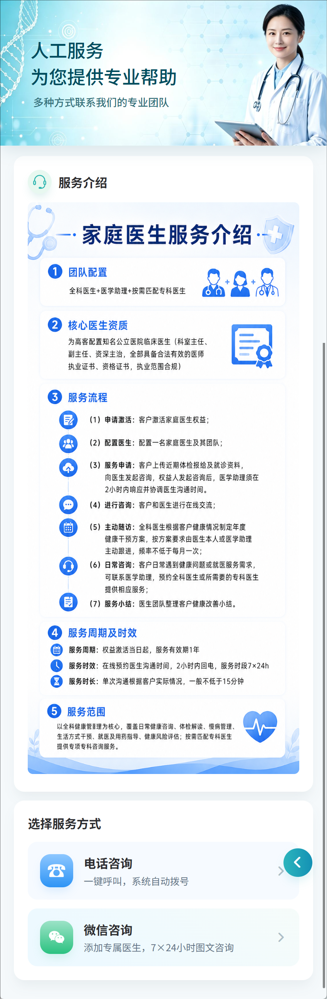 人工服务
为您提供专业帮助
多种方式联系我们的专业团队
服务介绍
家庭医生服务介绍
1 团队配置
全科医生+医学助理+按需匹配专科医生
2 核心医生资质
为高客配置知名公立医院临床医生（科室主任、
副主任、资深主治，全部具备合法有效的医师
执业证书、资格证书，执业范围合规）
3 服务流程
（1）申请激活：客户激活家庭医生权益；
（2）配置医生：配置一名家庭医生及其团队；
（3）服务申请：客户上传近期体检报给及就诊资料，
向医生发起咨询，权益人发起咨询后，医学助理须在
2小时内响应并协调医生沟通时间。
（4）进行咨询：客户和医生进行在线交流；
（5）主动随访：全科医生根据客户健康情况制定年度
健康干预方案，按方案要求由医生本人或医学助理
主动跟进，频率不低于每月一次；
（6）日常咨询：客户日常遇到健康问题或就医服务需求，
可联系医学助理，预约全科医生或所需要的专科医生
提供相应服务；
（7）服务小结：医生团队整理客户健康改善小结。
4 服务周期及时效
服务周期：权益激活当日起，服务有效期1年
服务时效：在线预约医生沟通时间，2小时内回电，服务时段7×24h
服务时长：单次沟通根据客户实际情况，一般不低于15分钟
5 服务范围
以全科健康管理为核心，覆盖日常健康咨询、体检解读、慢病管理、
生活方式干预、就医及用药指导、健康风险评估；按需匹配专科医生
提供专项专科咨询服务。
选择服务方式
电话咨询
一键呼叫，系统自动拨号
微信咨询
添加专属医生，7×24小时图文咨询